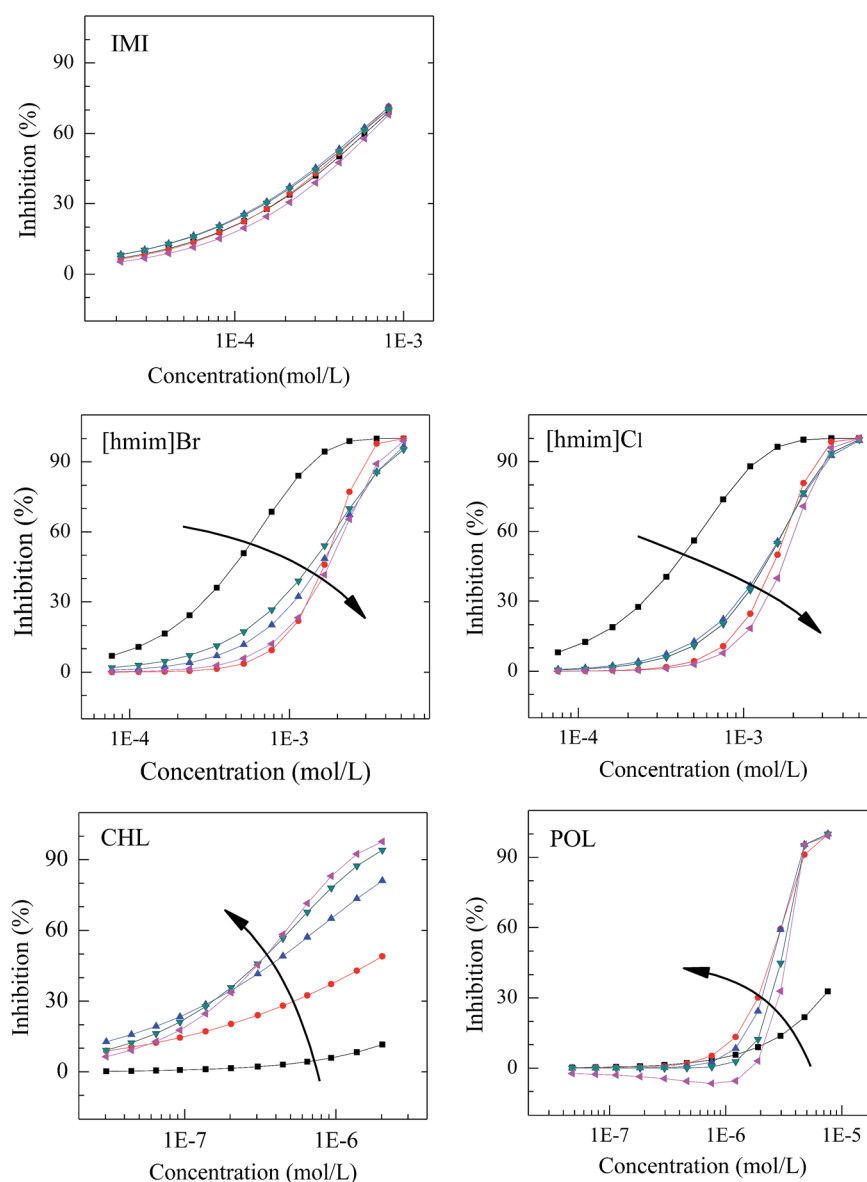 IMI
90
60
30
0
Inhibition (%)
1E-4
1E-3
Concentration(mol/L)
[hmim]Br
90
60
30
0
Inhibition (%)
1E-4
1E-3
Concentration (mol/L)
[hmim]Cl
90
60
30
0
Inhibition (%)
1E-4
1E-3
Concentration (mol/L)
CHL
90
60
30
0
Inhibition (%)
1E-7
1E-6
Concentration (mol/L)
POL
90
60
30
0
Inhibition (%)
1E-7
1E-6
1E-5
Concentration (mol/L)